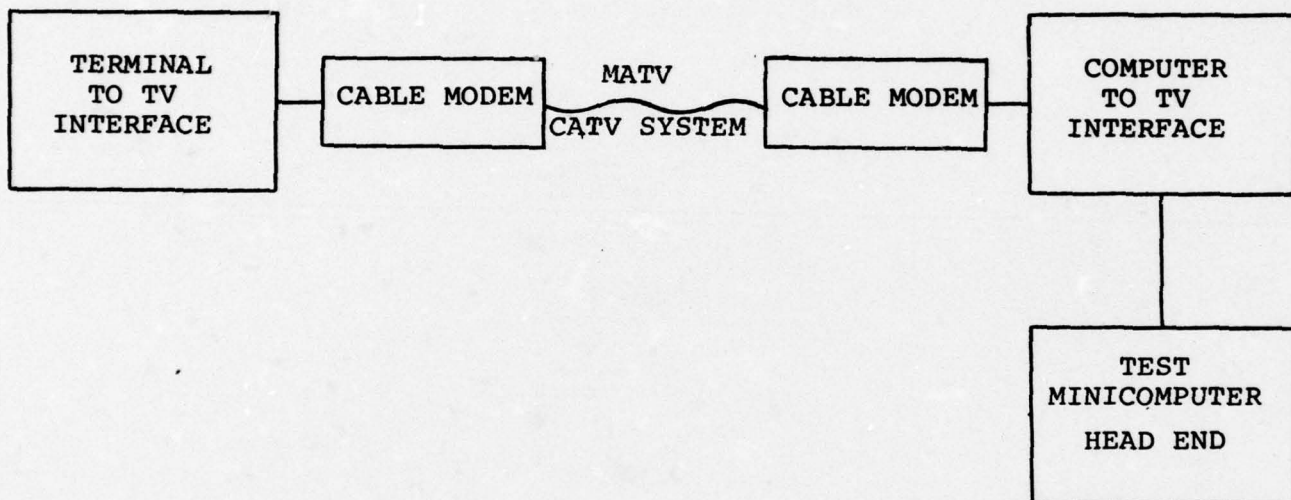 TERMINAL
TO TV
INTERFACE
CABLE MODEM
MATV
CATV SYSTEM
CABLE MODEM
COMPUTER
TO TV
INTERFACE
TEST
MINICOMPUTER
HEAD END